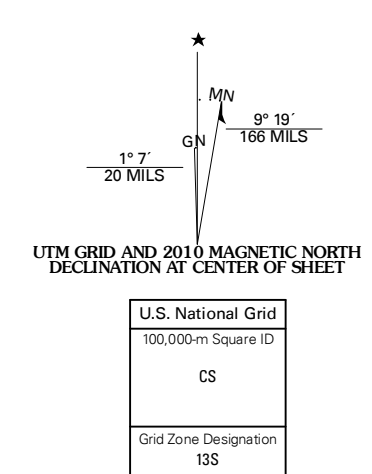 ★
MN
GN
9° 19´
166 MILS
1° 7´
20 MILS
UTM GRID AND 2010 MAGNETIC NORTH
DECLINATION AT CENTER OF SHEET
U.S. National Grid
100,000-m Square ID
CS
Grid Zone Designation
13S